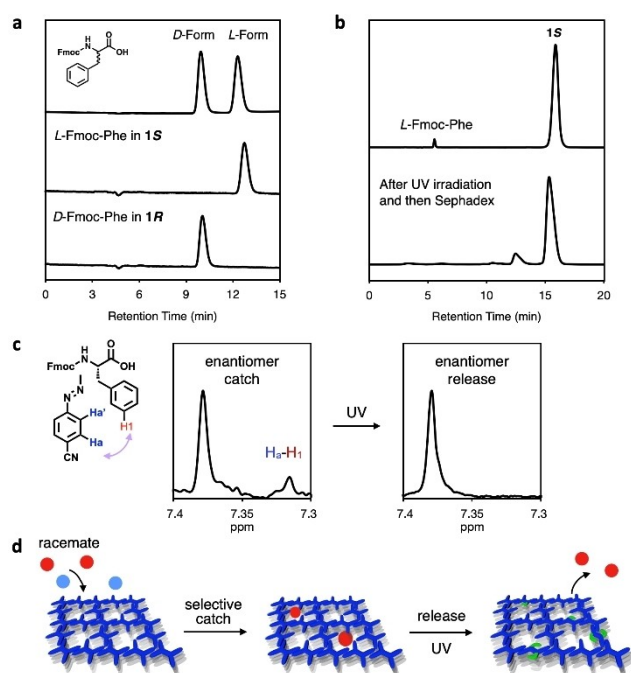 a
H
N
Fmoc
O
OH
D-Form
L-Form
L-Fmoc-Phe in 1S
D-Fmoc-Phe in 1R
0 3 6 9 12 15
Retention Time (min)
b
1S
L-Fmoc-Phe
After UV irradiation
and then Sephadex
0 5 10 15 20
Retention Time (min)
c
H
N
Fmoc
O
OH
N
N
Ha'
H1
Ha
CN
enantiomer
catch
Ha-H1
7.4 7.35 7.3
ppm
UV
enantiomer
release
7.4 7.35 7.3
ppm
d
racemate
selective
catch
release
UV